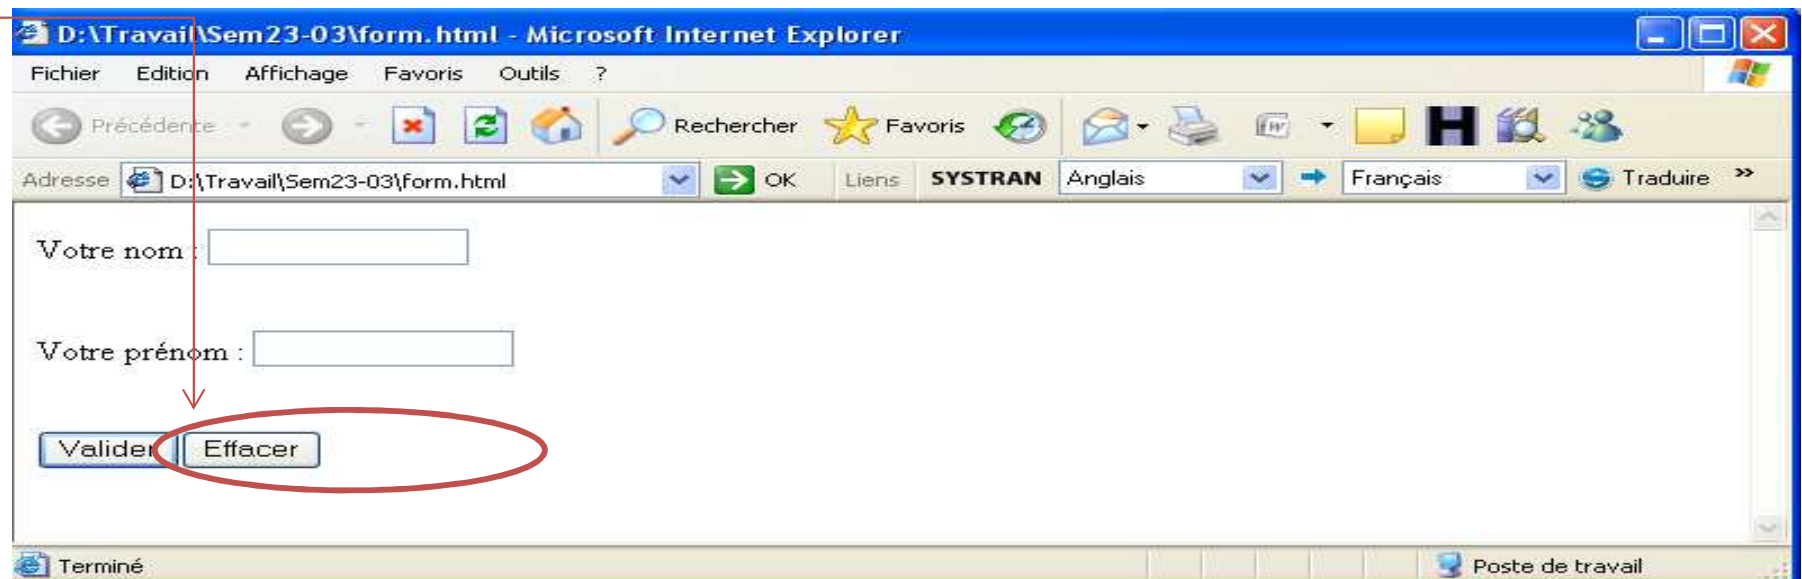 D:\Travail\Sem23-03\form.html - Microsoft Internet Explorer
Fichier Edition Affichage Favoris Outils ?
Précédente Rechercher Favoris
Adresse D:\Travail\Sem23-03\form.html OK Liens SYSTRAN Anglais Français Traduire »
Votre nom :
Votre prénom :
Valider Effacer
Terminé Poste de travail